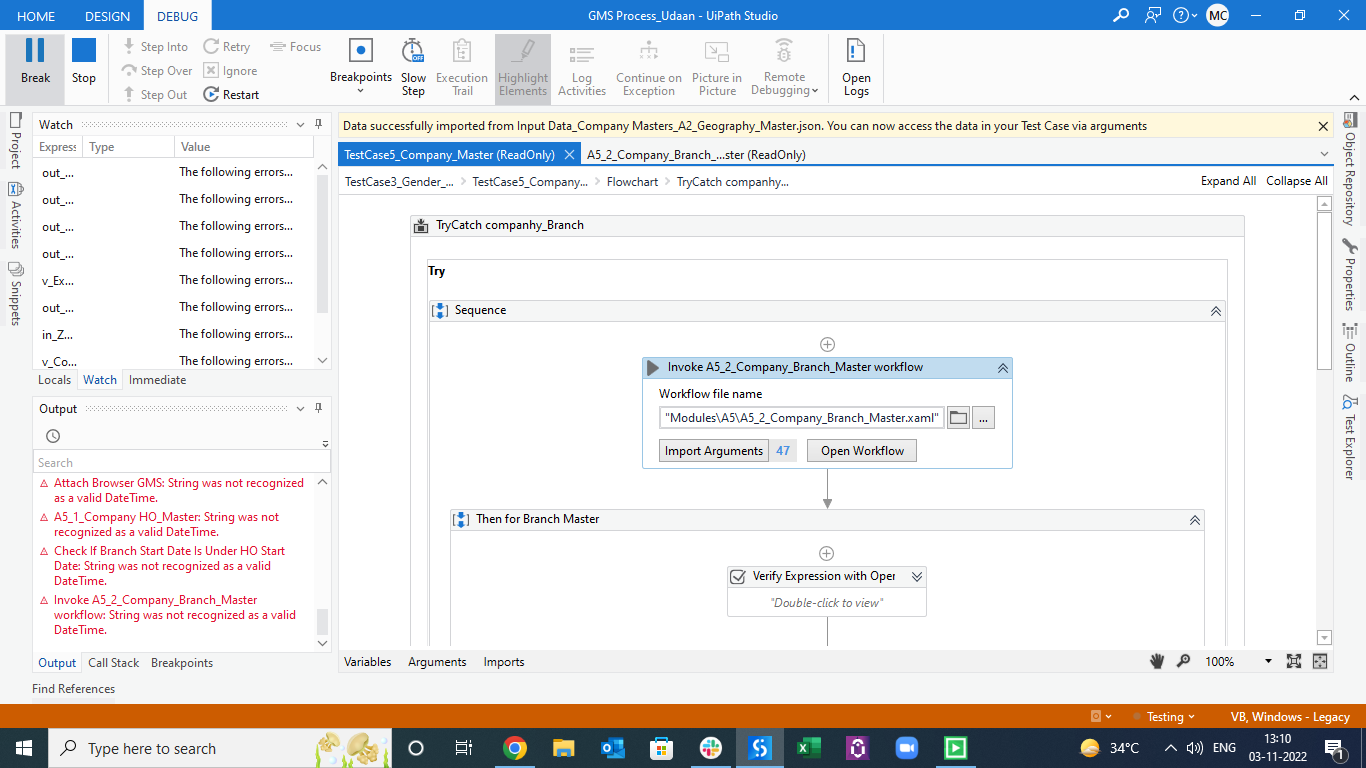 HOME DESIGN DEBUG GMS Process_Udaan - UiPath Studio MC
Break
Stop
Step Into
Step Over
Step Out
Retry
Ignore
Restart
Focus
Breakpoints
Slow
Step
Execution
Trail
Highlight
Elements
Log
Activities
Continue on
Exception
Picture in
Picture
Remote
Debugging
Open
Logs
Project
Activities
Snippets
Watch
Expres Type Value
out_... The following errors...
out_... The following errors...
out_... The following errors...
out_... The following errors...
v_Ex... The following errors...
out_... The following errors...
in_Z... The following errors...
v_Co... The following errors...
Locals Watch Immediate
Output
Search
Attach Browser GMS: String was not recognized
as a valid DateTime.
A5_1_Company HO_Master: String was not
recognized as a valid DateTime.
Check If Branch Start Date Is Under HO Start
Date: String was not recognized as a valid
DateTime.
Invoke A5_2_Company_Branch_Master
workflow: String was not recognized as a valid
DateTime.
Output Call Stack Breakpoints
Find References
Data successfully imported from Input Data_Company Masters_A2_Geography_Master.json. You can now access the data in your Test Case via arguments
TestCase5_Company_Master (ReadOnly) A5_2_Company_Branch_...ster (ReadOnly)
TestCase3_Gender_... TestCase5_Company... Flowchart TryCatch companhy... Expand All Collapse All
TryCatch companhy_Branch
Try
Sequence
Invoke A5_2_Company_Branch_Master workflow
Workflow file name
"Modules\A5\A5_2_Company_Branch_Master.xaml" ...
Import Arguments 47 Open Workflow
Then for Branch Master
Verify Expression with Oper
"Double-click to view"
Variables Arguments Imports 100%
Object Repository
Properties
Outline
Test Explorer
Testing VB, Windows - Legacy
Type here to search
34°C ENG
13:10
03-11-2022
1